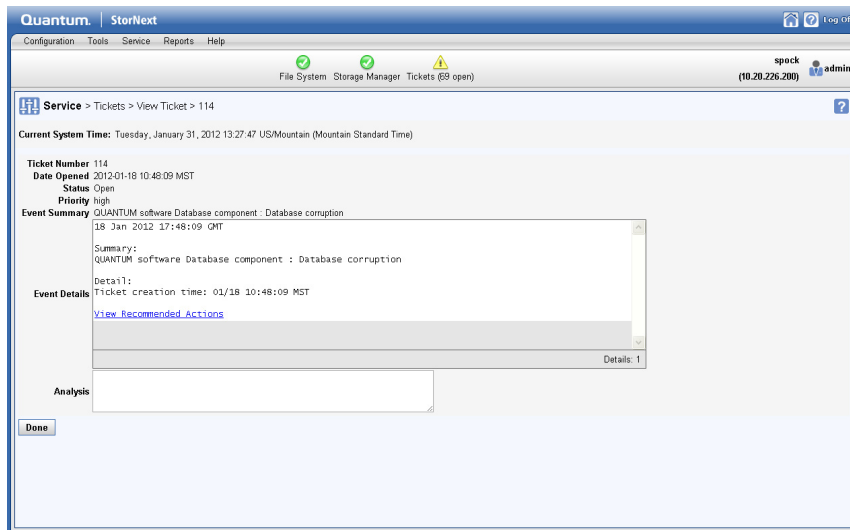 Quantum. StorNext Log Of
Configuration Tools Service Reports Help
File System Storage Manager Tickets (69 open)
spock
(10.20.226.200)
admin
Service > Tickets > View Ticket > 114
Current System Time: Tuesday, January 31, 2012 13:27:47 US/Mountain (Mountain Standard Time)
Ticket Number 114
Date Opened 2012-01-18 10:48:09 MST
Status Open
Priority high
Event Summary QUANTUM software Database component : Database corruption
18 Jan 2012 17:48:09 GMT
Summary:
QUANTUM software Database component : Database corruption
Detail:
Event Details Ticket creation time: 01/18 10:48:09 MST
View Recommended Actions
Details: 1
Analysis
Done